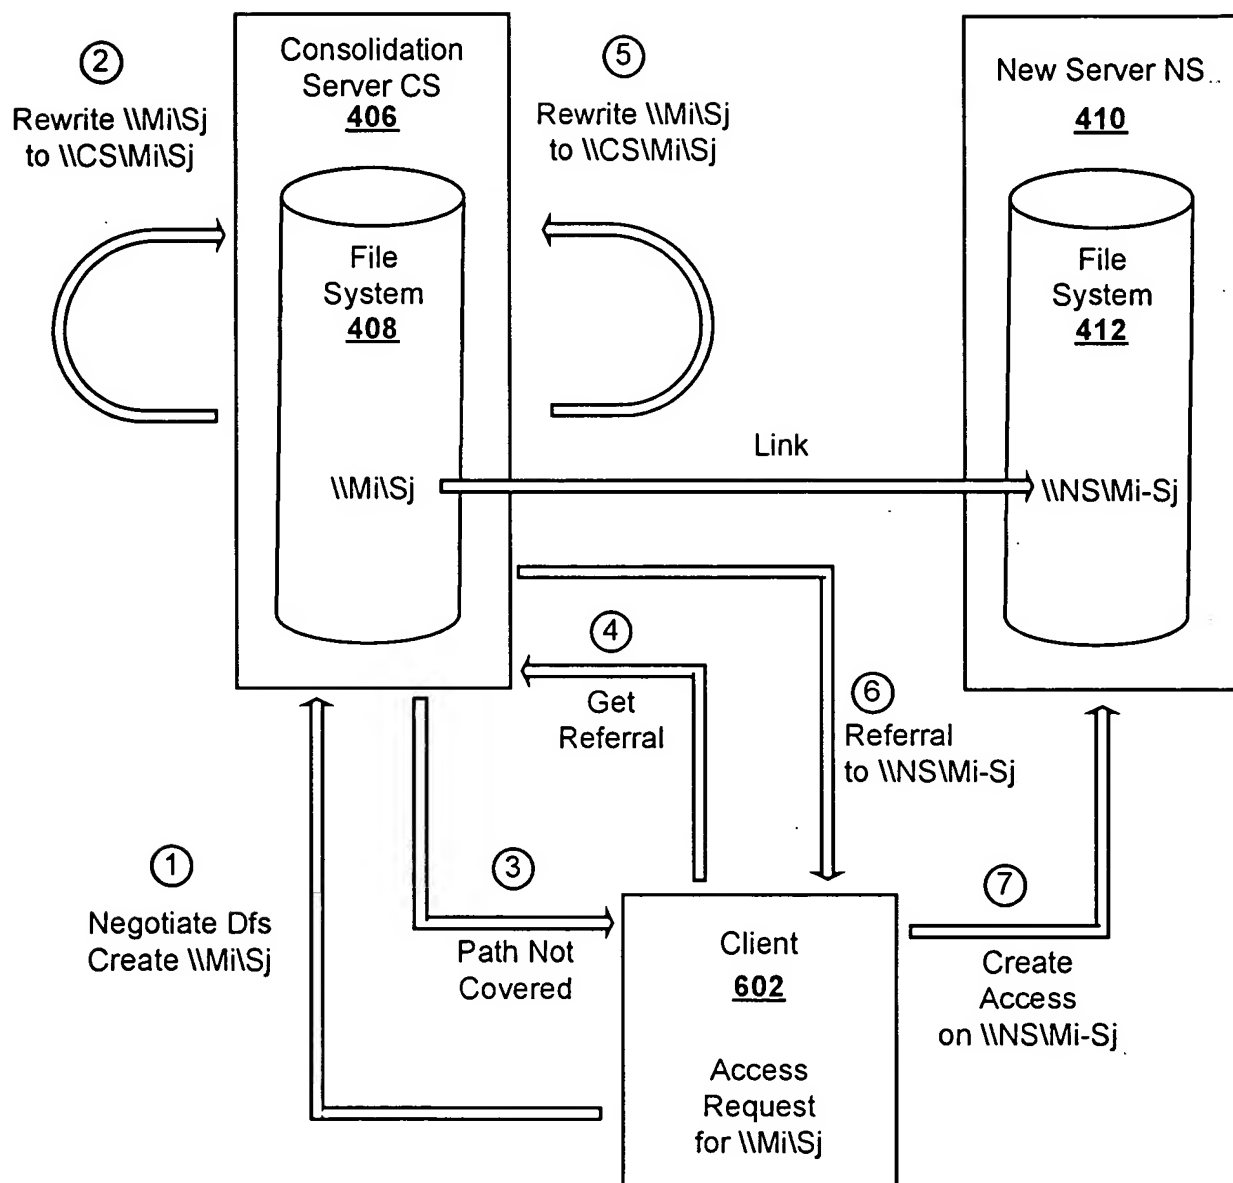 Consolidation
Server CS
406
2
Rewrite \\Mi\Sj
to \\CS\Mi\Sj
5
Rewrite \\Mi\Sj
to \\CS\Mi\Sj
New Server NS
410
File
System
408
File
System
412
Link
\\Mi\Sj
\\NS\Mi-Sj
4
Get
Referral
6
Referral
to \\NS\Mi-Sj
1
Negotiate Dfs
Create \\Mi\Sj
3
Path Not
Covered
Client
602
Access
Request
for \\Mi\Sj
7
Create
Access
on \\NS\Mi-Sj